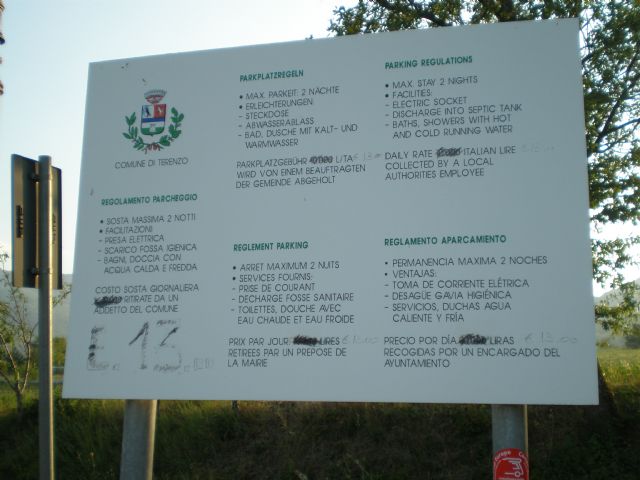 COMUNE DI TERENZO
REGOLAMENTO PARCHEGGIO
• SOSTA MASSIMA 2 NOTTI
• FACILITAZIONI
- PRESA ELETTRICA
- SCARICO FOSSA IGIENICA
- BAGNI, DOCCIA CON
ACQUA CALDA E FREDDA
COSTO SOSTA GIORNALIERA
RITIRATE DA UN
ADDETTO DEL COMUNE
£ 13.
PARKPLATZREGELN
• MAX. PARKEIT: 2 NÄCHTE
• ERLEICHTERUNGEN:
- STECKDOSE
- ABWASSERABLASS
- BAD, DUSCHE MIT KALT- UND
WARMWASSER
PARKPLATZGEBÜHR LIT.
WIRD VON EINEM BEAUFTRAGTEN
DER GEMEINDE ABGEHOLT
PARKING REGULATIONS
• MAX. STAY 2 NIGHTS
• FACILITIES:
- ELECTRIC SOCKET
- DISCHARGE INTO SEPTIC TANK
- BATHS, SHOWERS WITH HOT
AND COLD RUNNING WATER
DAILY RATE ITALIAN LIRE
COLLECTED BY A LOCAL
AUTHORITIES EMPLOYEE
REGLEMENT PARKING
• ARRET MAXIMUM 2 NUITS
• SERVICES FOURNIS:
- PRISE DE COURANT
- DECHARGE FOSSE SANITAIRE
- TOILETTES, DOUCHE AVEC
EAU CHAUDE ET EAU FROIDE
PRIX PAR JOUR LIRES € 13.00
RETIREES PAR UN PREPOSE DE
LA MAIRIE
REGLAMENTO APARCAMIENTO
• PERMANENCIA MAXIMA 2 NOCHES
• VENTAJAS:
- TOMA DE CORRIENTE ELÉTRICA
- DESAGÜE GAVIA HIGIÉNICA
- SERVICIOS, DUCHAS AGUA
CALIENTE Y FRÍA
PRECIO POR DÍA LIRAS € 13,00
RECOGIDAS POR UN ENCARGADO DEL
AYUNTAMIENTO